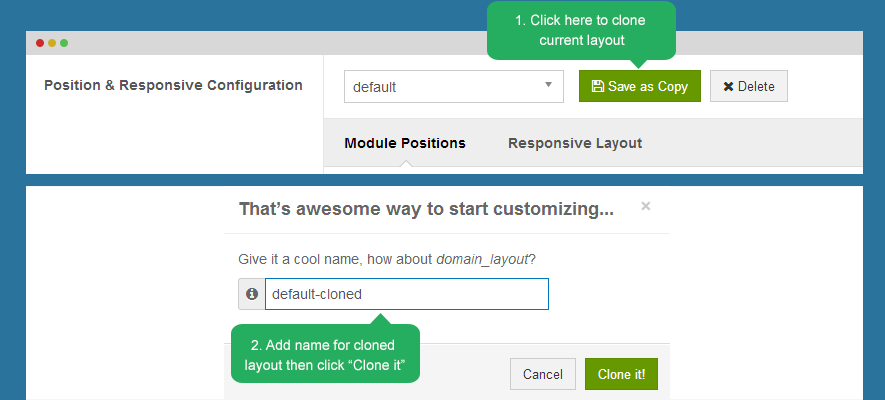 1. Click here to clone
current layout
Position & Responsive Configuration
default
Save as Copy
Delete
Module Positions
Responsive Layout
That's awesome way to start customizing...
Give it a cool name, how about domain_layout?
default-cloned
2. Add name for cloned
layout then click “Clone it”
Cancel
Clone it!